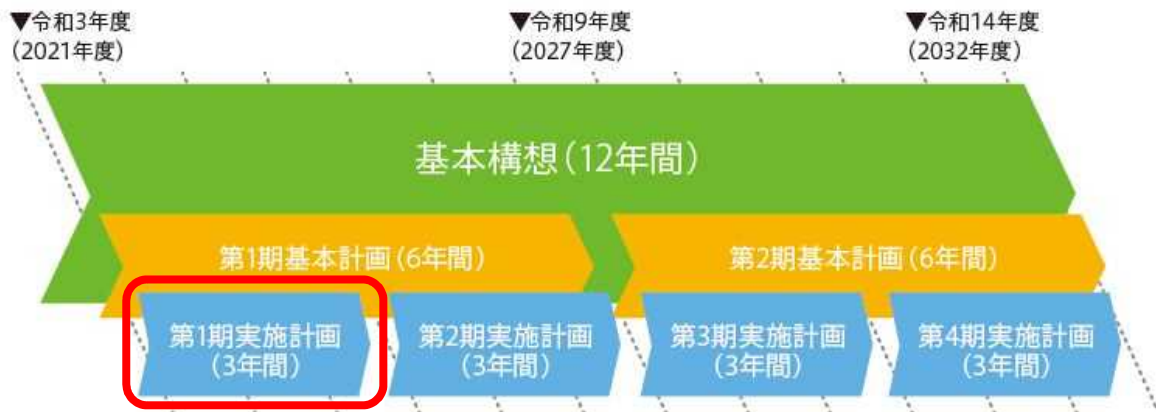 ▼令和3年度
(2021年度)
▼令和9年度
(2027年度)
▼令和14年度
(2032年度)
基本構想(12年間)
第1期基本計画(6年間)
第2期基本計画(6年間)
第1期実施計画
(3年間)
第2期実施計画
(3年間)
第3期実施計画
(3年間)
第4期実施計画
(3年間)